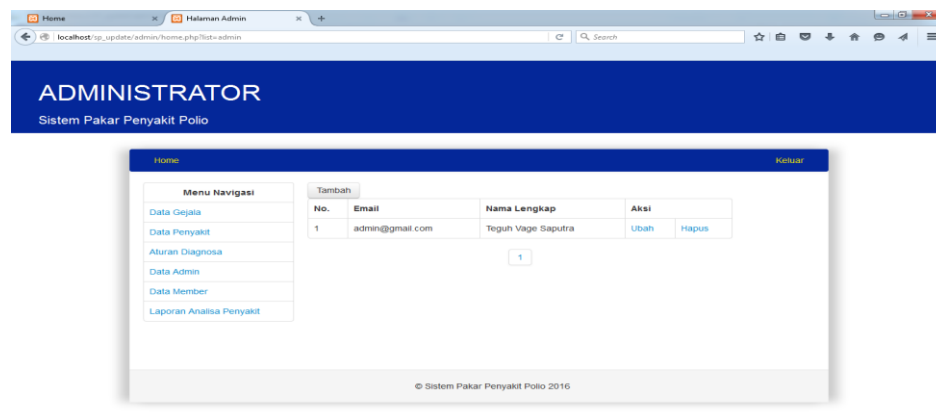 Home
Halaman Admin
localhost/sp_update/admin/home.php?list=admin
Search
ADMINISTRATOR
Sistem Pakar Penyakit Polio
Home
Keluar
Menu Navigasi
Data Gejala
Data Penyakit
Aturan Diagnosa
Data Admin
Data Member
Laporan Analisa Penyakit
Tambah
No. Email Nama Lengkap Aksi
1 admin@gmail.com Teguh Vage Saputra Ubah Hapus
1
© Sistem Pakar Penyakit Polio 2016